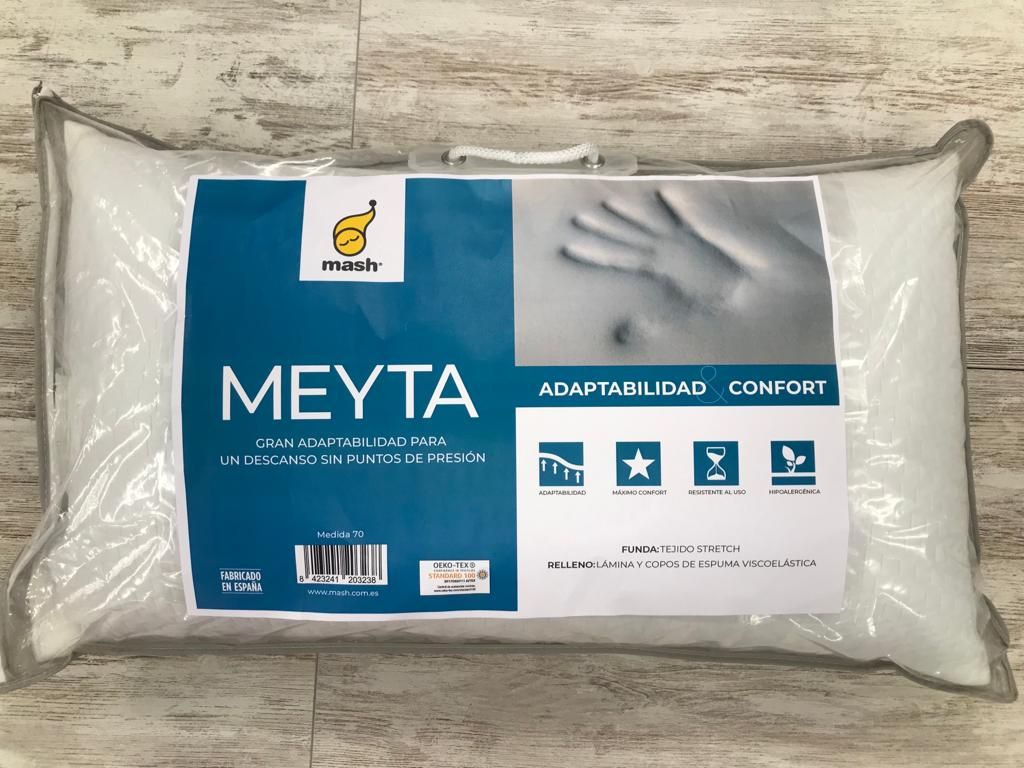 mash®
MEYTA
GRAN ADAPTABILIDAD PARA
UN DESCANSO SIN PUNTOS DE PRESIÓN
Medida 70
8 423241 203238
www.mash.com.es
FABRICADO
EN ESPAÑA
OEKO-TEX®
STANDARD 100
ADAPTABILIDAD & CONFORT
ADAPTABILIDAD
MÁXIMO CONFORT
RESISTENTE AL USO
HIPOALERGÉNICA
FUNDA:TEJIDO STRETCH
RELLENO:LÁMINA Y COPOS DE ESPUMA VISCOELÁSTICA